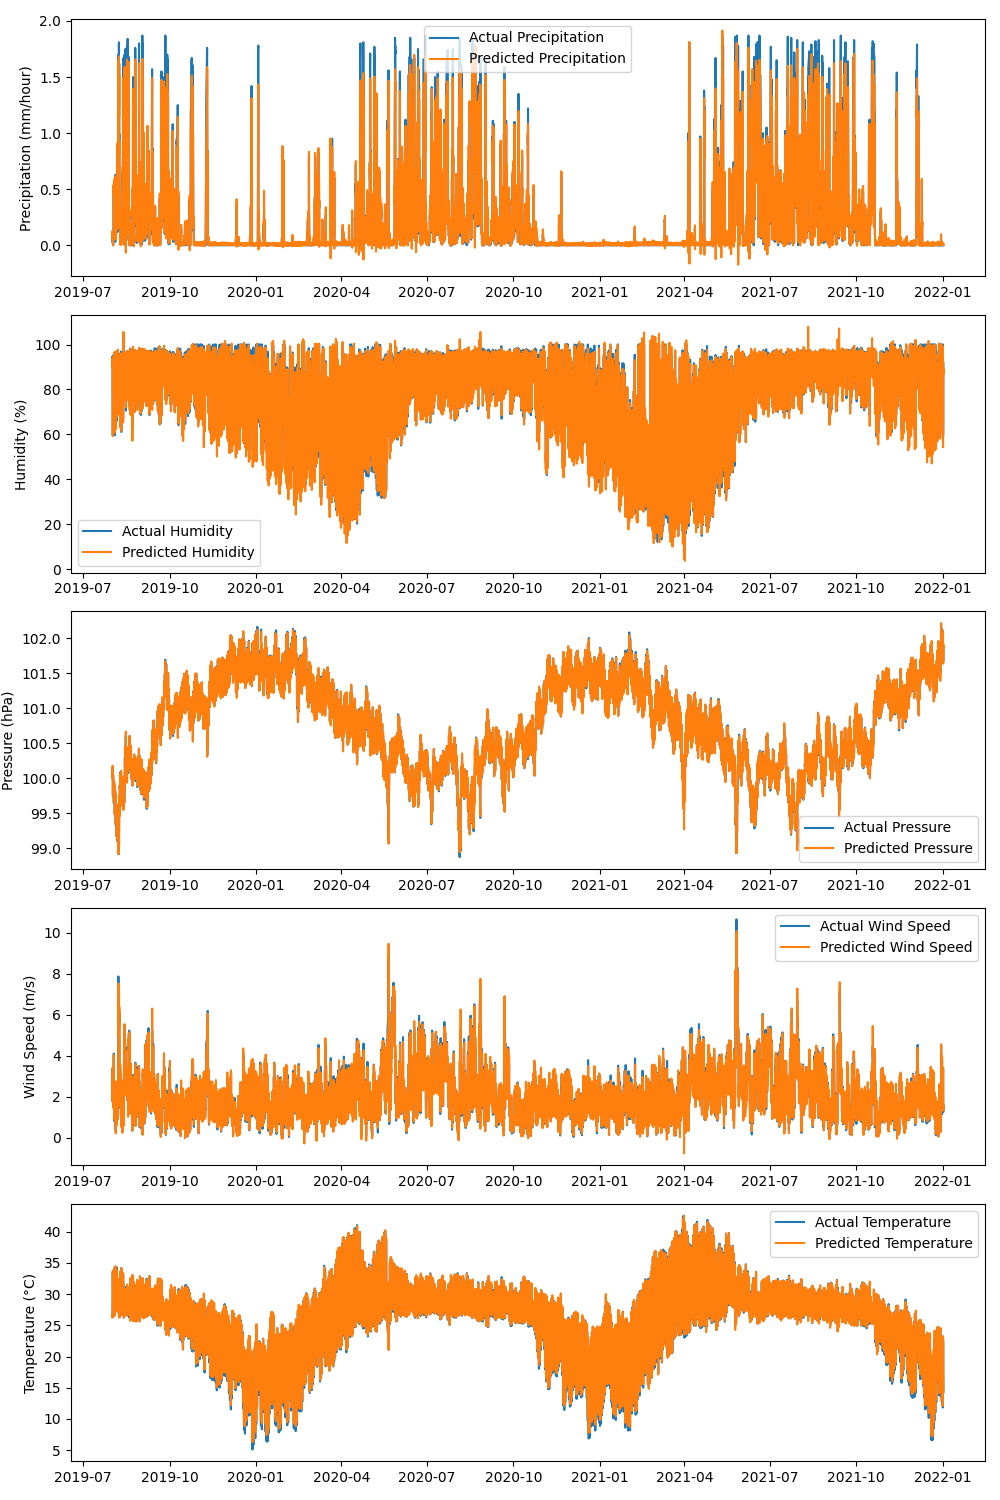 Precipitation (mm/hour)
2.0
1.5
1.0
0.5
0.0
Actual Precipitation
Predicted Precipitation
2019-07 2019-10 2020-01 2020-04 2020-07 2020-10 2021-01 2021-04 2021-07 2021-10 2022-01
Humidity (%)
100
80
60
40
20
0
Actual Humidity
Predicted Humidity
2019-07 2019-10 2020-01 2020-04 2020-07 2020-10 2021-01 2021-04 2021-07 2021-10 2022-01
Pressure (hPa)
102.0
101.5
101.0
100.5
100.0
99.5
99.0
Actual Pressure
Predicted Pressure
2019-07 2019-10 2020-01 2020-04 2020-07 2020-10 2021-01 2021-04 2021-07 2021-10 2022-01
Wind Speed (m/s)
10
8
6
4
2
0
Actual Wind Speed
Predicted Wind Speed
2019-07 2019-10 2020-01 2020-04 2020-07 2020-10 2021-01 2021-04 2021-07 2021-10 2022-01
Temperature (°C)
40
35
30
25
20
15
10
5
Actual Temperature
Predicted Temperature
2019-07 2019-10 2020-01 2020-04 2020-07 2020-10 2021-01 2021-04 2021-07 2021-10 2022-01